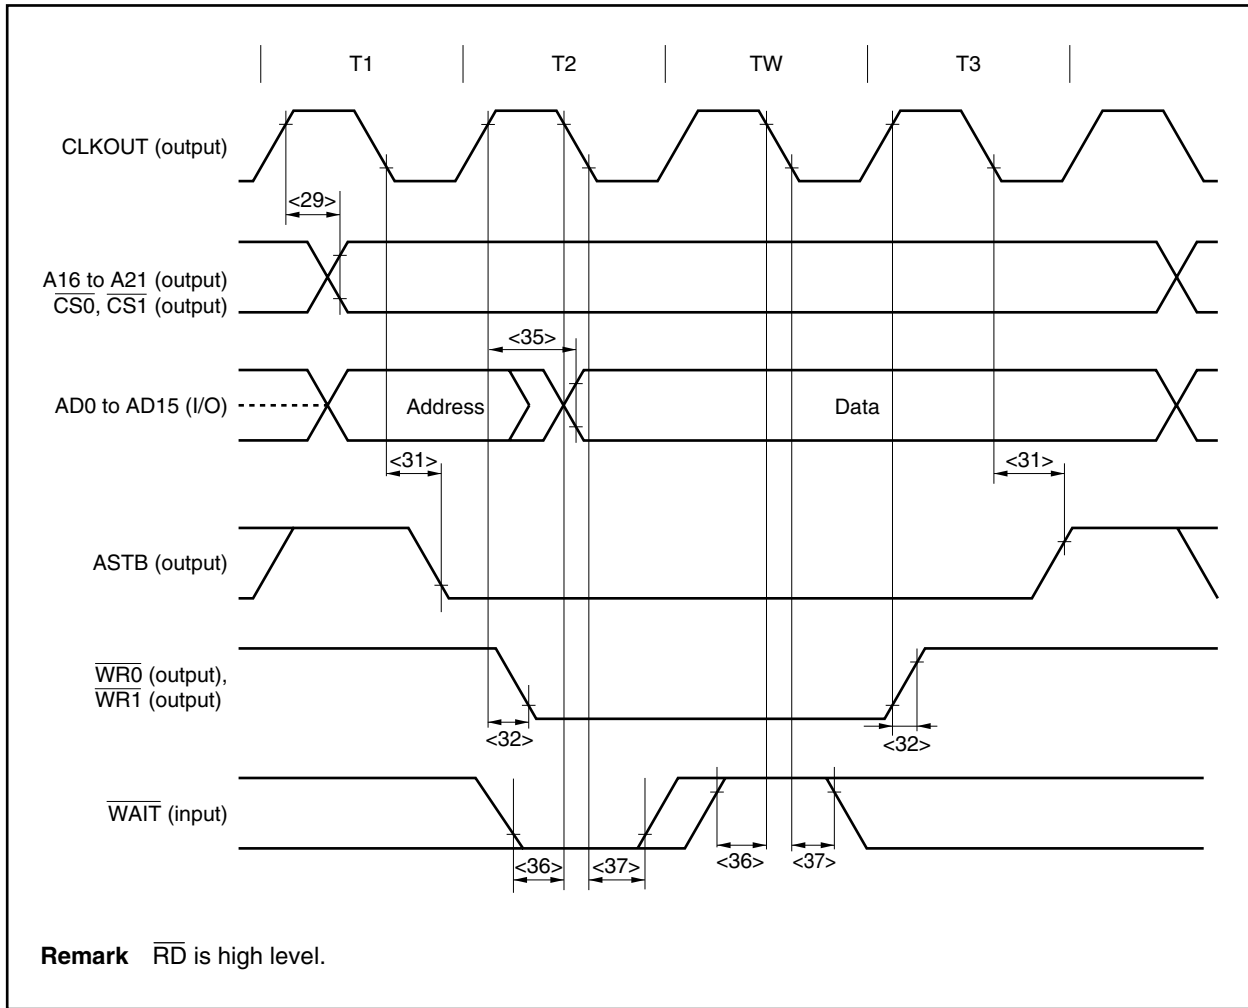 T1 T2 TW T3
CLKOUT (output)
<29>
A16 to A21 (output)
CS0, CS1 (output)
<35>
AD0 to AD15 (I/O)
Address
Data
<31>
<31>
ASTB (output)
WR0 (output),
WR1 (output)
<32>
<32>
WAIT (input)
<36>
<37>
<36>
<37>
Remark RD is high level.